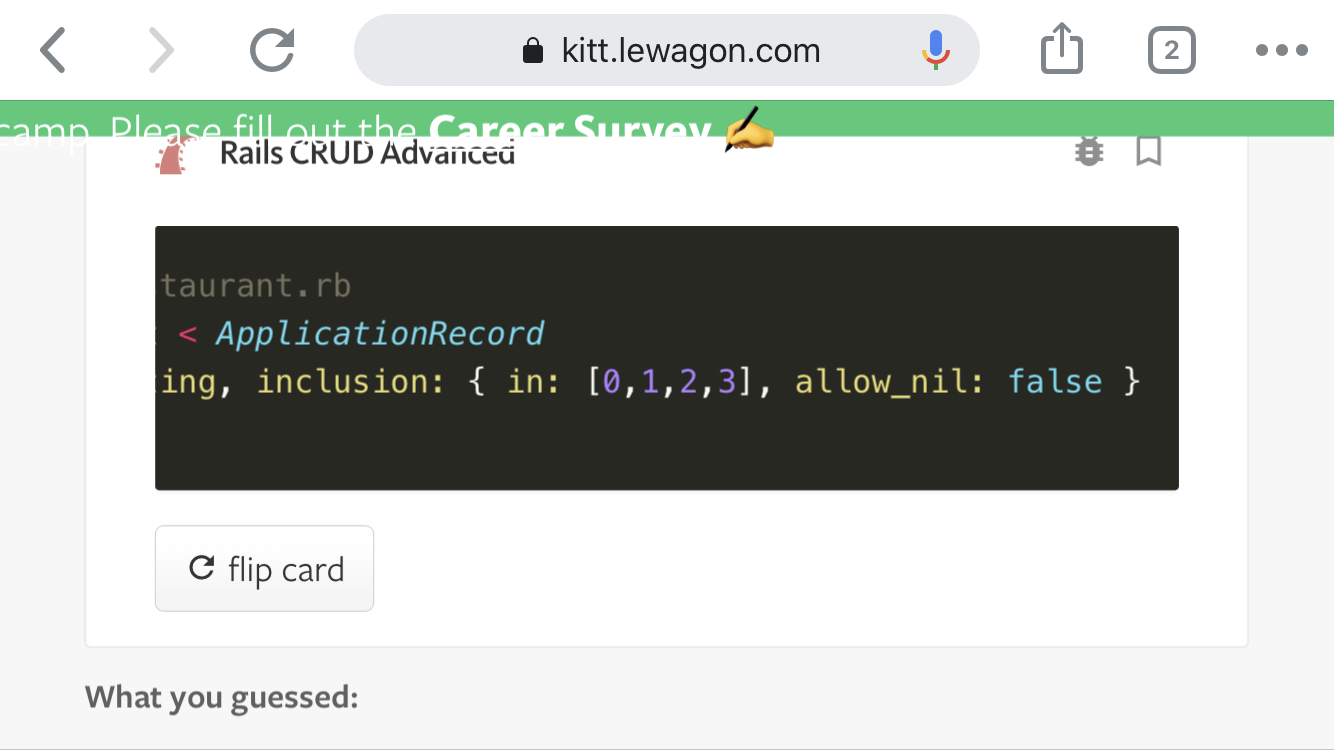 kitt.lewagon.com
2
camp. Please fill out the Career Survey ✍️
Rails CRUD Advanced
taurant.rb
< ApplicationRecord
ing, inclusion: { in: [0,1,2,3], allow_nil: false }
flip card
What you guessed: